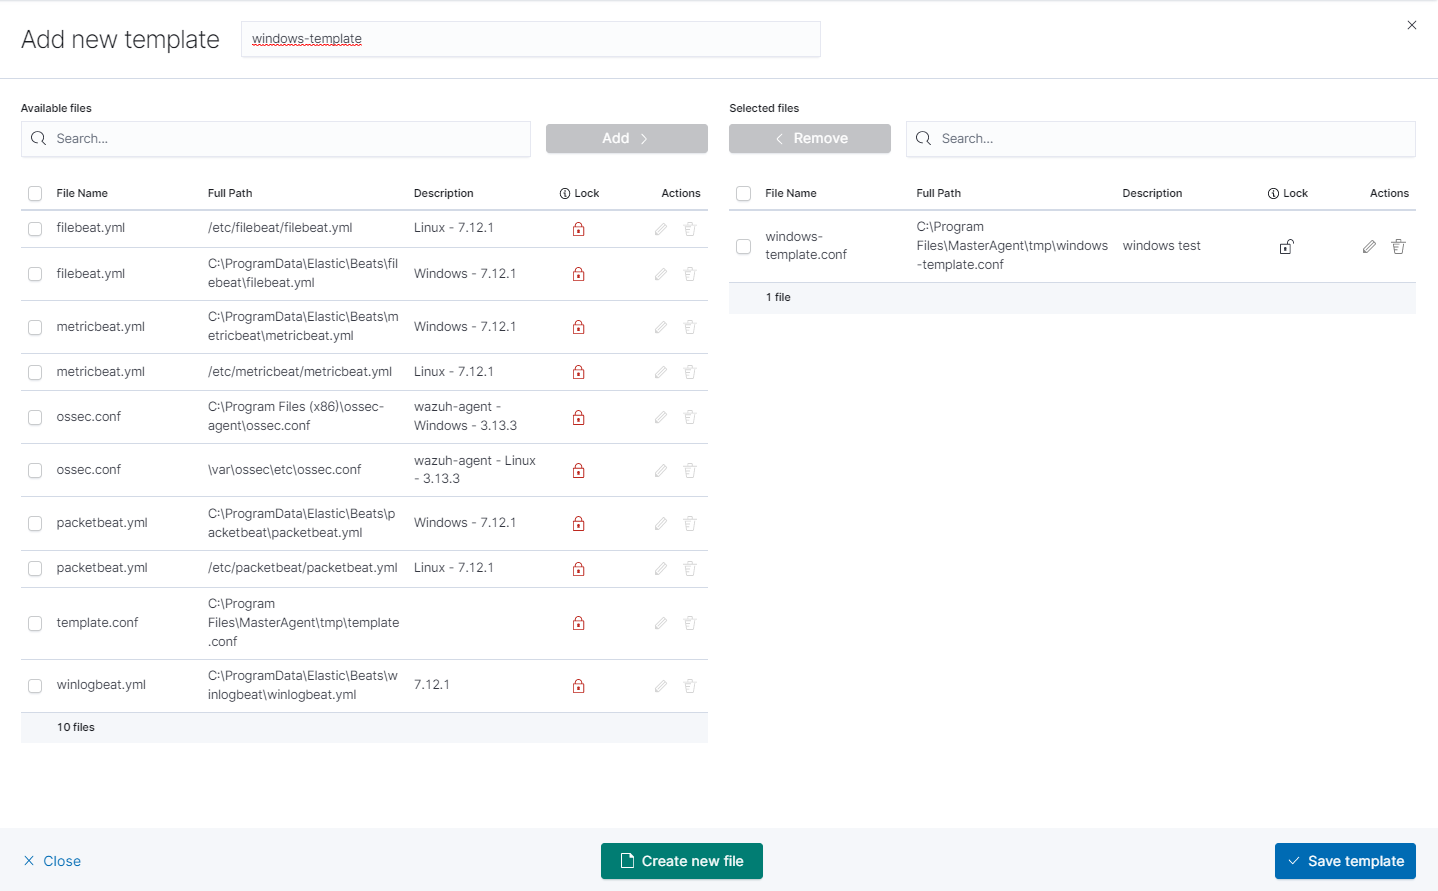 Add new template
windows-template
Available files
Search...
Add
File Name Full Path Description Lock Actions
filebeat.yml /etc/filebeat/filebeat.yml Linux - 7.12.1
filebeat.yml C:\ProgramData\Elastic\Beats\fil
ebeat\filebeat.yml Windows - 7.12.1
metricbeat.yml C:\ProgramData\Elastic\Beats\m
etricbeat\metricbeat.yml Windows - 7.12.1
metricbeat.yml /etc/metricbeat/metricbeat.yml Linux - 7.12.1
ossec.conf C:\Program Files (x86)\ossec-
agent\ossec.conf wazuh-agent -
Windows - 3.13.3
ossec.conf \var\ossec\etc\ossec.conf wazuh-agent - Linux
- 3.13.3
packetbeat.yml C:\ProgramData\Elastic\Beats\p
acketbeat\packetbeat.yml Windows - 7.12.1
packetbeat.yml /etc/packetbeat/packetbeat.yml Linux - 7.12.1
template.conf C:\Program
Files\MasterAgent\tmp\template
.conf
winlogbeat.yml C:\ProgramData\Elastic\Beats\w
inlogbeat\winlogbeat.yml 7.12.1
10 files
Selected files
Remove
Search...
File Name Full Path Description Lock Actions
windows-
template.conf C:\Program
Files\MasterAgent\tmp\windows
-template.conf windows test
1 file
Close
Create new file
Save template